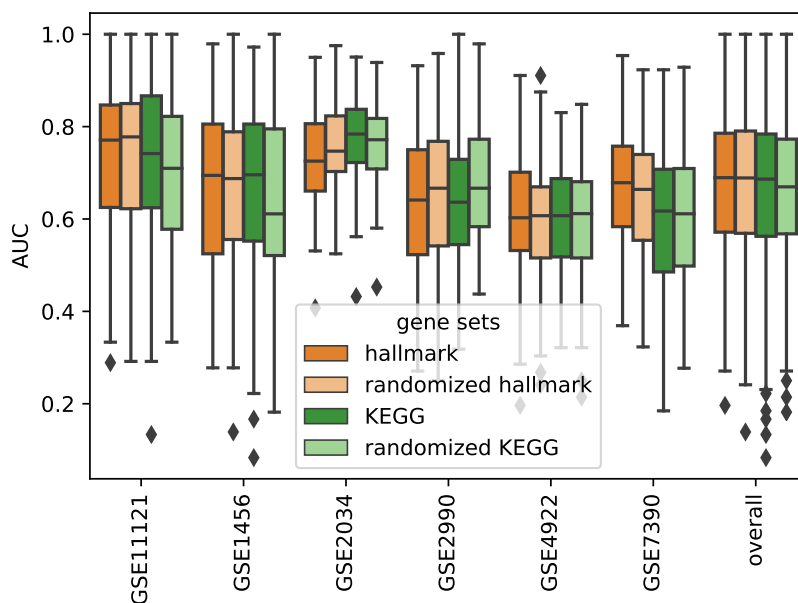 1.0
0.8
0.6
0.4
0.2
AUC
gene sets
hallmark
randomized hallmark
KEGG
randomized KEGG
GSE11121
GSE1456
GSE2034
GSE2990
GSE4922
GSE7390
overall